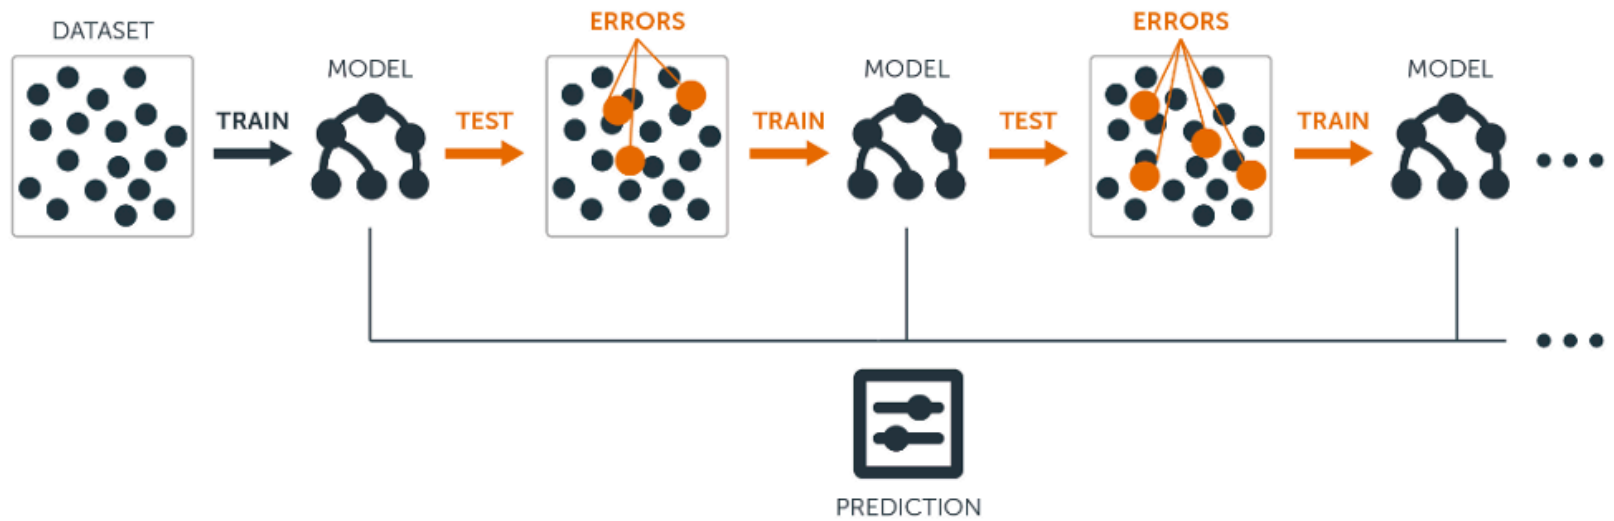 DATASET
ERRORS
ERRORS
MODEL
MODEL
MODEL
TRAIN
TEST
TRAIN
TEST
TRAIN
PREDICTION